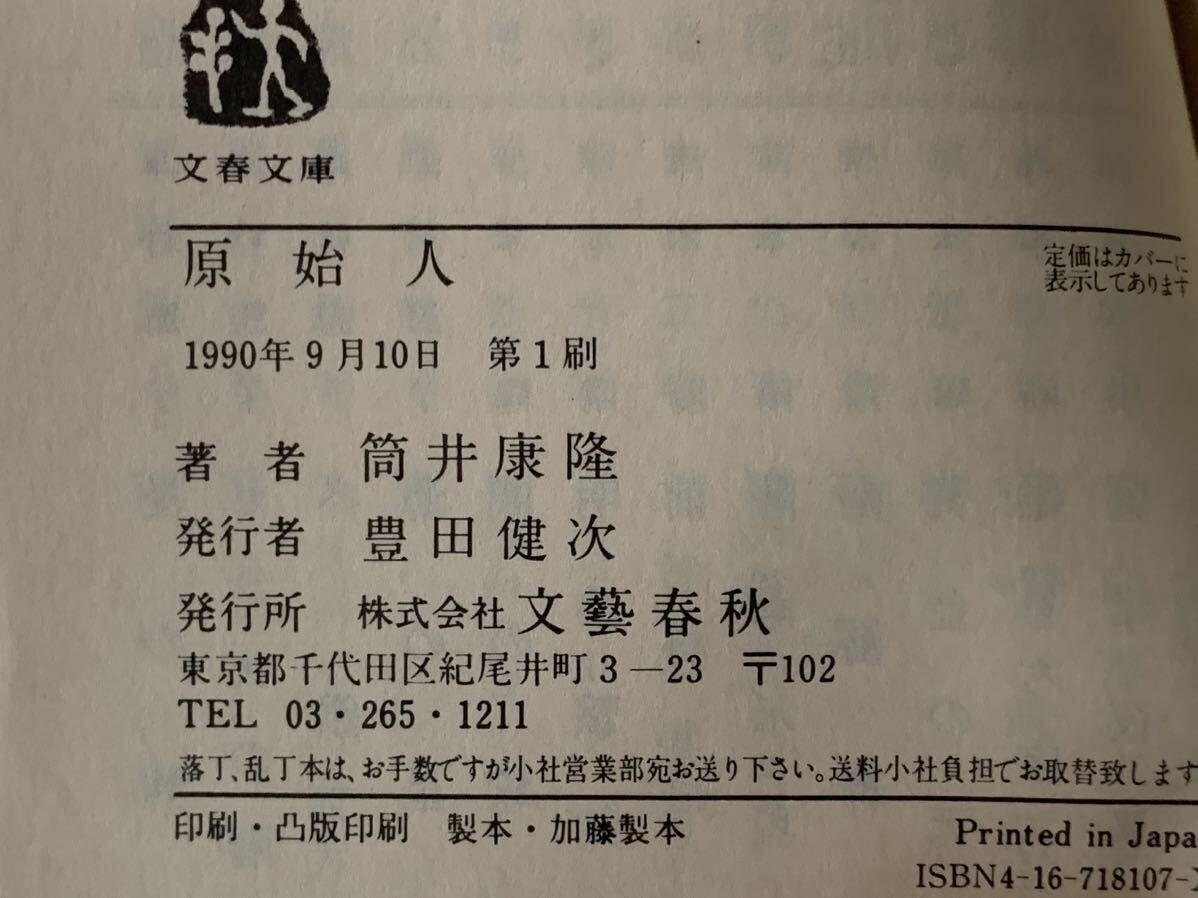 文春文庫
原始人
定価はカバーに
表示してあります
1990年9月10日 第1刷
著者 筒井康隆
発行者 豊田健次
発行所 株式会社 文藝春秋
東京都千代田区紀尾井町3―23 〒102
TEL 03・265・1211
落丁、乱丁本は、お手数ですが小社営業部宛お送り下さい。送料小社負担でお取替致します
印刷・凸版印刷 製本・加藤製本
Printed in Japa
ISBN4-16-718107-X